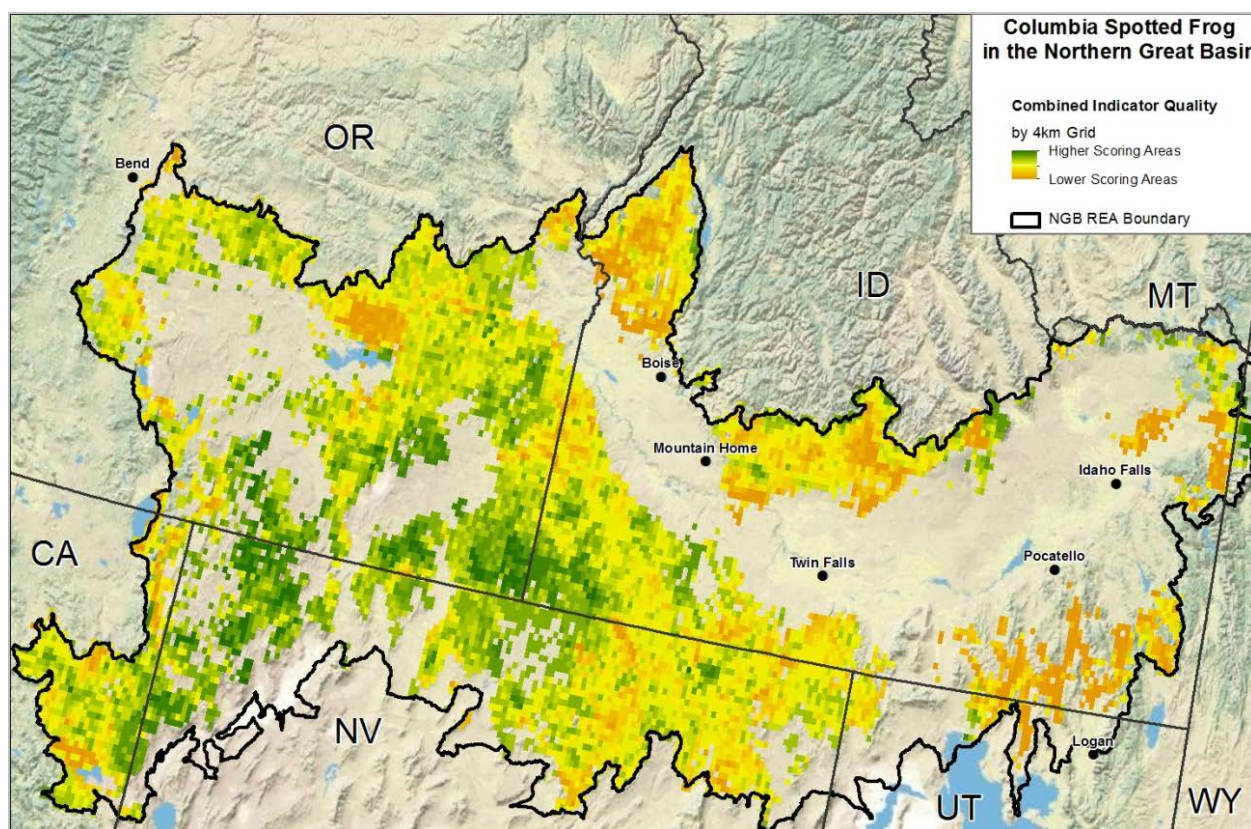 Columbia Spotted Frog
in the Northern Great Basin
Combined Indicator Quality
by 4km Grid
Higher Scoring Areas
Lower Scoring Areas
NGB REA Boundary
OR
Bend
ID
MT
Boise
Mountain Home
Idaho Falls
CA
Twin Falls
Pocatello
NV
Logan
UT
WY